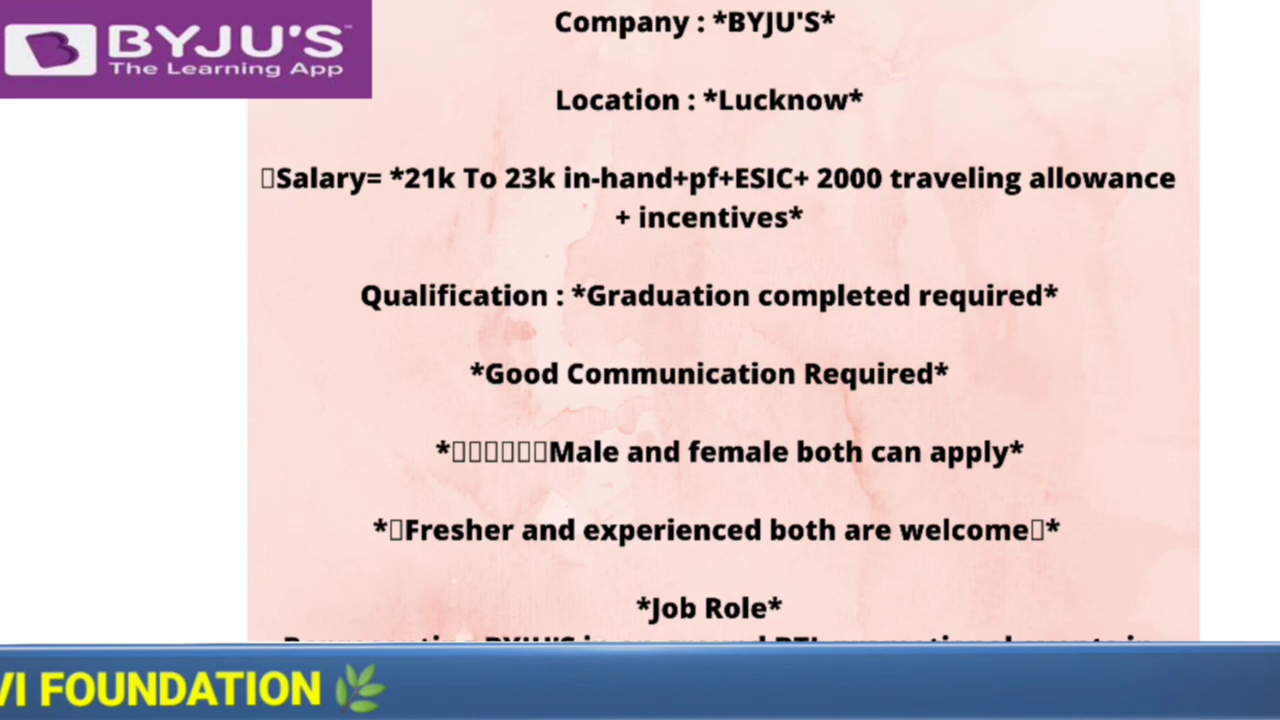 BYJU'S
The Learning App
Company : *BYJU'S*
Location : *Lucknow*
▯Salary= *21k To 23k in-hand+pf+ESIC+ 2000 traveling allowance
+ incentives*
Qualification : *Graduation completed required*
*Good Communication Required*
*▯▯▯▯▯▯Male and female both can apply*
*▯Fresher and experienced both are welcome▯*
*Job Role*
VI FOUNDATION